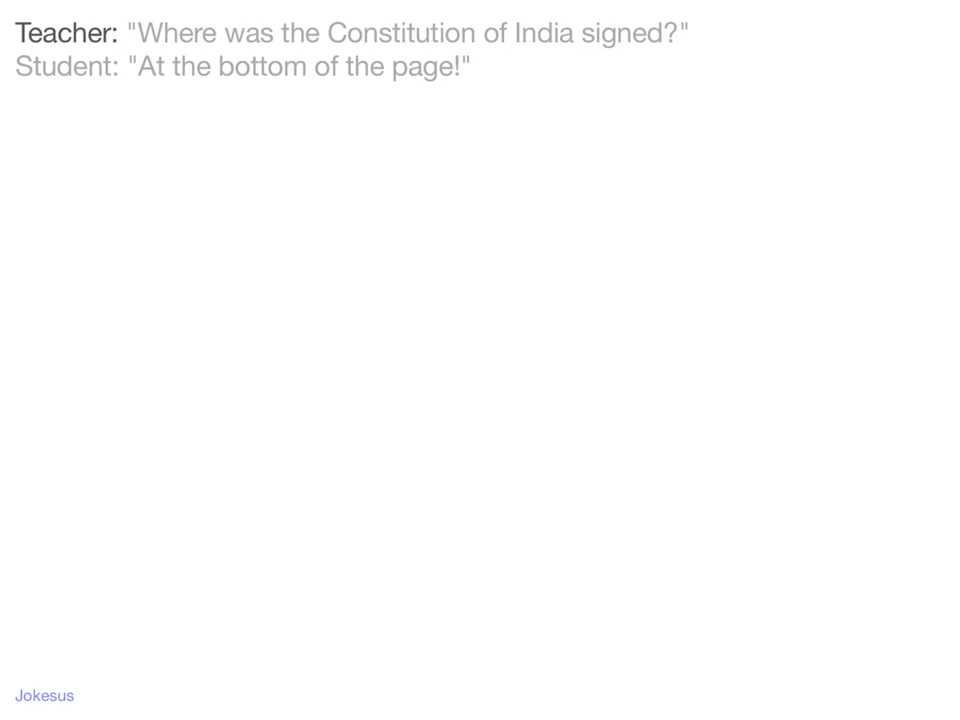 Teacher: "Where was the Constitution of India signed?"
Student: "At the bottom of the page!"
Jokesus